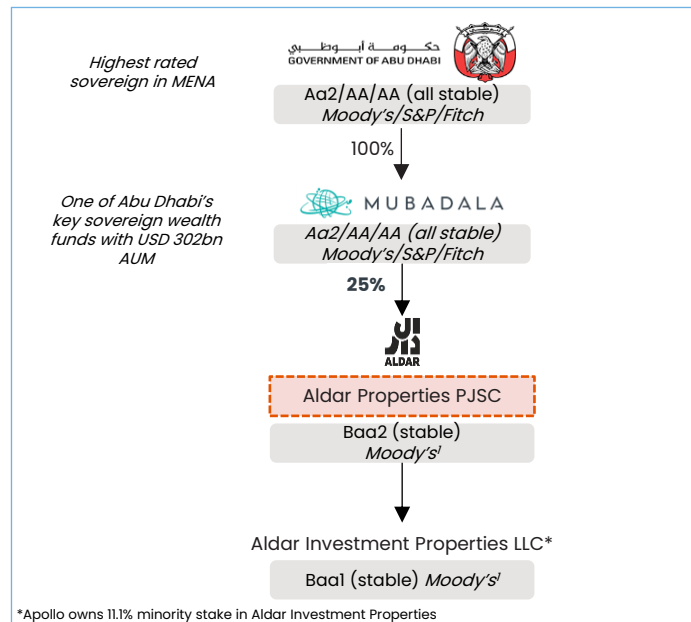 Highest rated
sovereign in MENA
حكومة أبوظبي
GOVERNMENT OF ABU DHABI
Aa2/AA/AA (all stable)
Moody's/S&P/Fitch
100%
One of Abu Dhabi's
key sovereign wealth
funds with USD 302bn
AUM
MUBADALA
Aa2/AA/AA (all stable)
Moody's/S&P/Fitch
25%
الدار
ALDAR
Aldar Properties PJSC
Baa2 (stable)
Moody's¹
Aldar Investment Properties LLC*
Baa1 (stable) Moody's¹
*Apollo owns 11.1% minority stake in Aldar Investment Properties